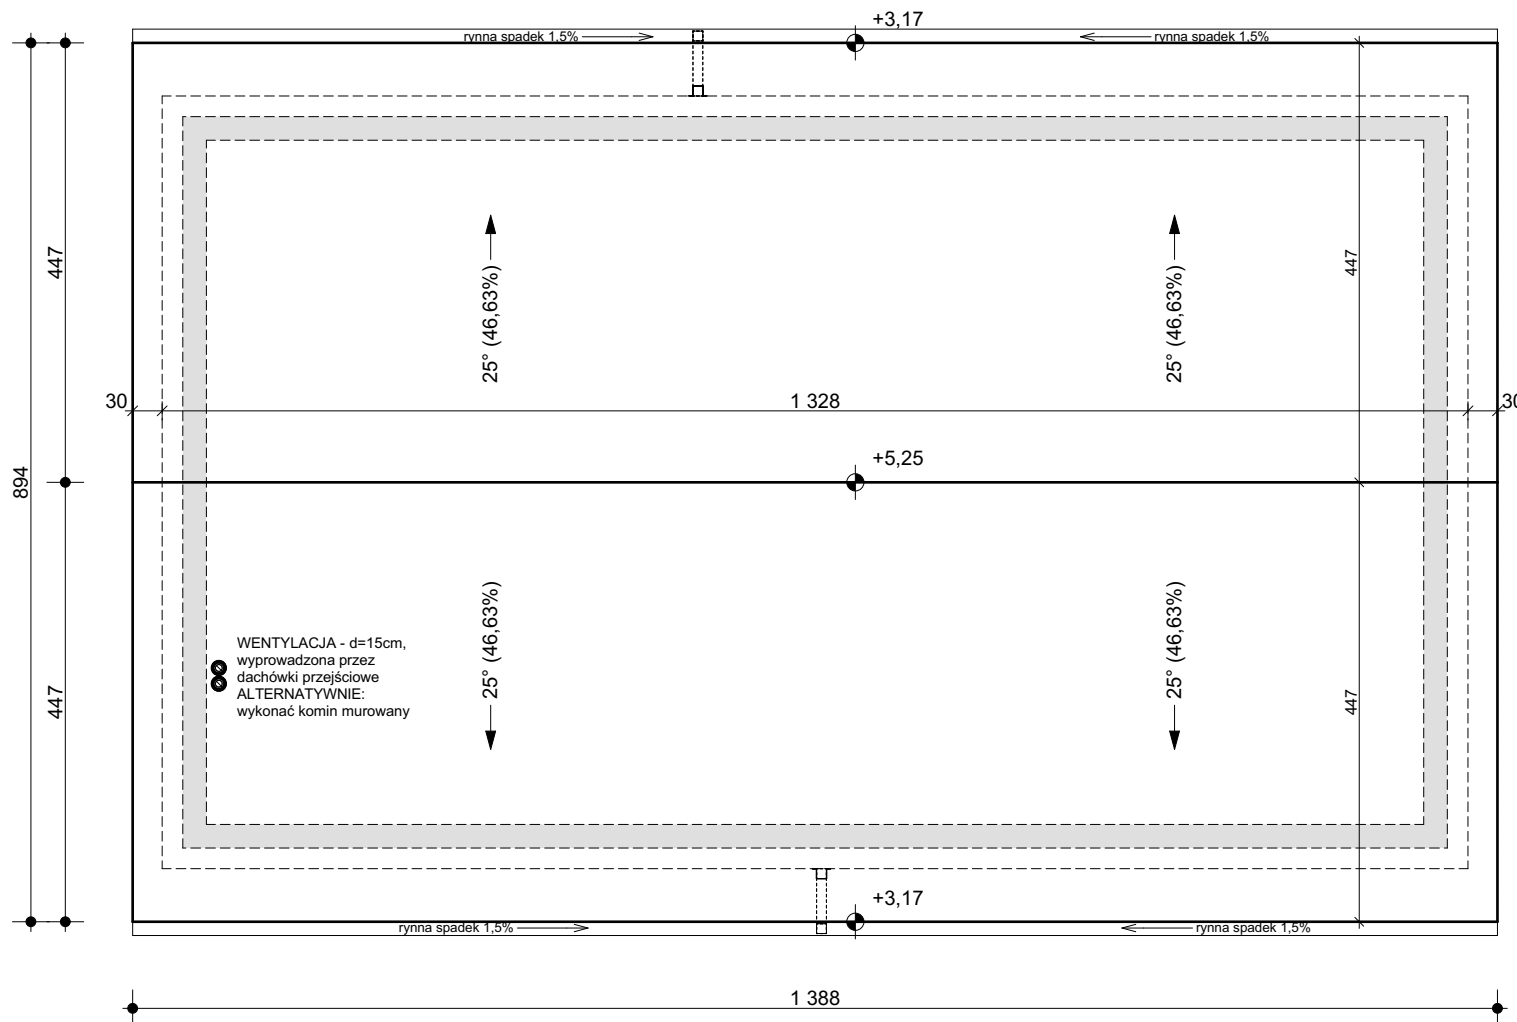 +3,17
rynna spadek 1,5%
rynna spadek 1,5%
447
25° (46,63%)
25° (46,63%)
447
30
1 328
30
+5,25
894
25° (46,63%)
25° (46,63%)
WENTYLACJA - d=15cm,
wyprowadzona przez
dachówki przejściowe
ALTERNATYWNIE:
wykonać komin murowany
447
447
+3,17
rynna spadek 1,5%
rynna spadek 1,5%
1 388